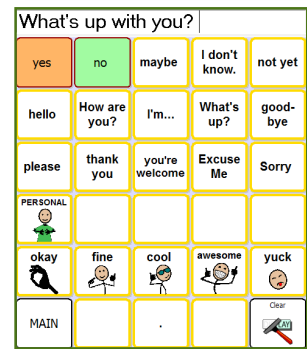 What's up with you?
yes no maybe I don't know. not yet
hello How are you? I'm... What's up? good-bye
please thank you you're welcome Excuse Me Sorry
PERSONAL
okay fine cool awesome yuck
MAIN . Clear